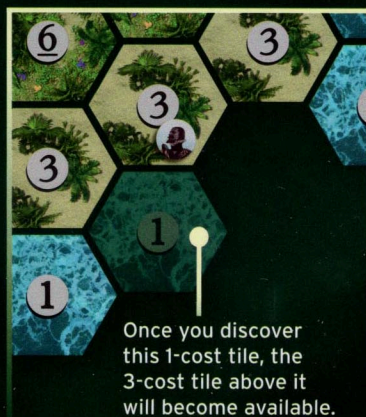 6
3
3
3
1
1
Once you discover
this 1-cost tile, the
3-cost tile above it
will become available.